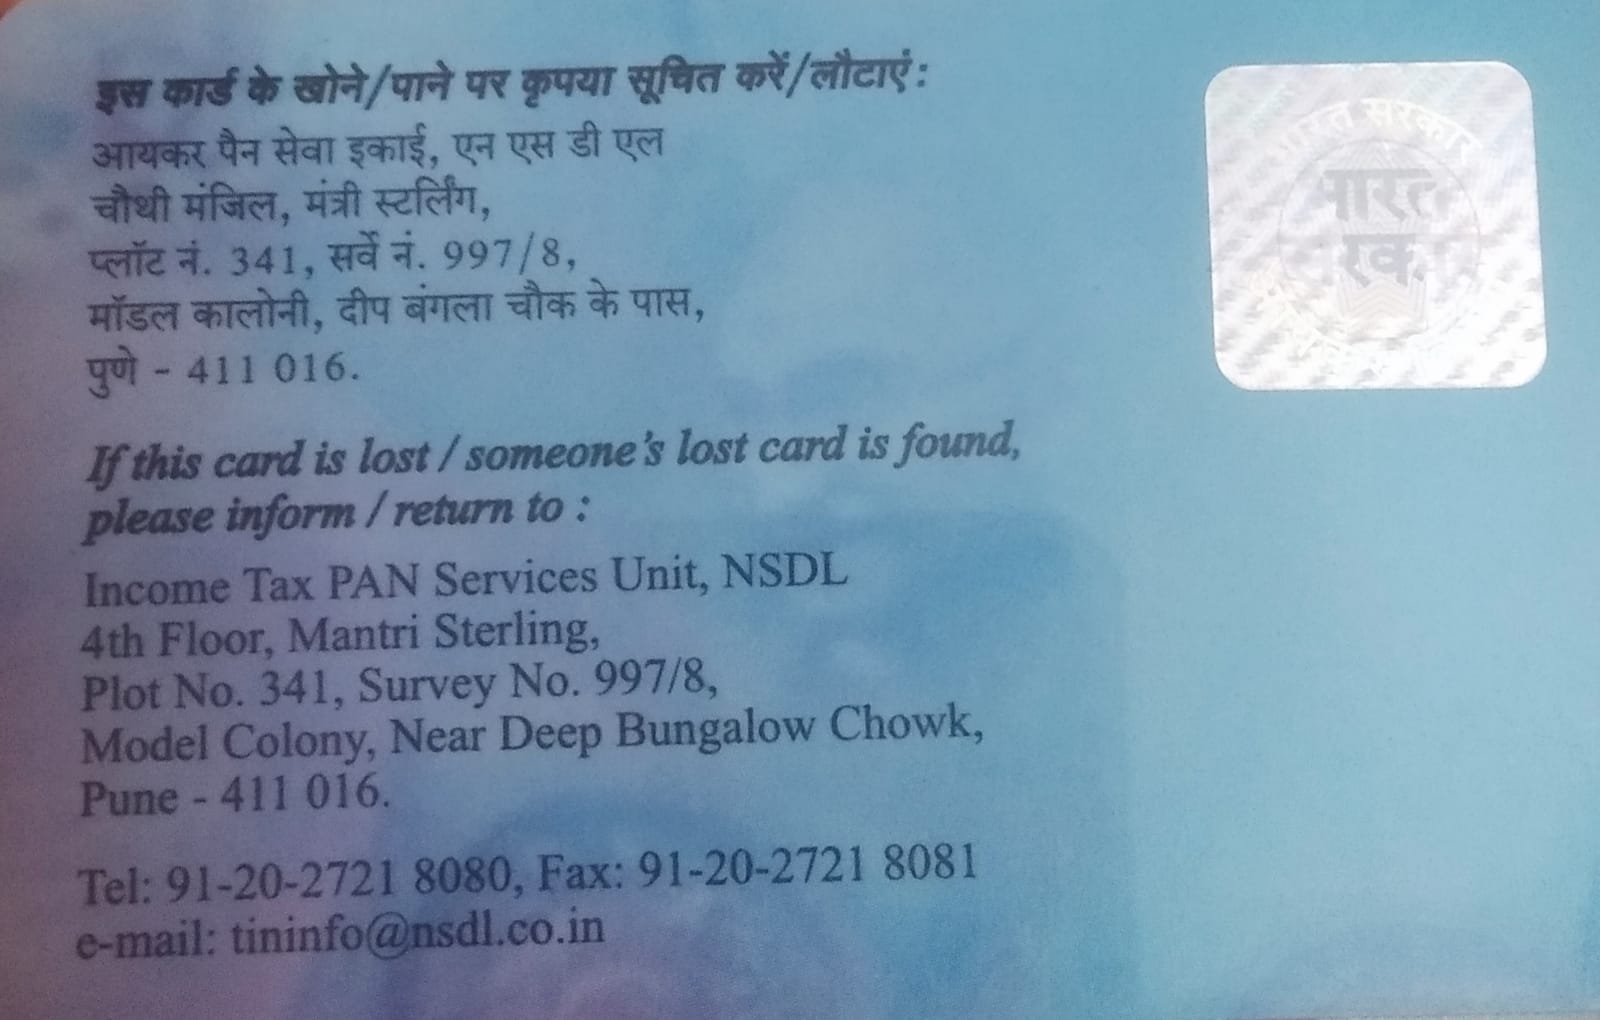 इस कार्ड के खोने/पाने पर कृपया सूचित करें/लौटाएं:
आयकर पैन सेवा इकाई, एन एस डी एल
चौथी मंजिल, मंत्री स्टर्लिंग,
प्लॉट नं. 341, सर्वे नं. 997/8,
मॉडल कालोनी, दीप बंगला चौक के पास,
पुणे - 411 016.
If this card is lost / someone's lost card is found,
please inform / return to :
Income Tax PAN Services Unit, NSDL
4th Floor, Mantri Sterling,
Plot No. 341, Survey No. 997/8,
Model Colony, Near Deep Bungalow Chowk,
Pune - 411 016.
Tel: 91-20-2721 8080, Fax: 91-20-2721 8081
e-mail: tininfo@nsdl.co.in
भारत सरकार